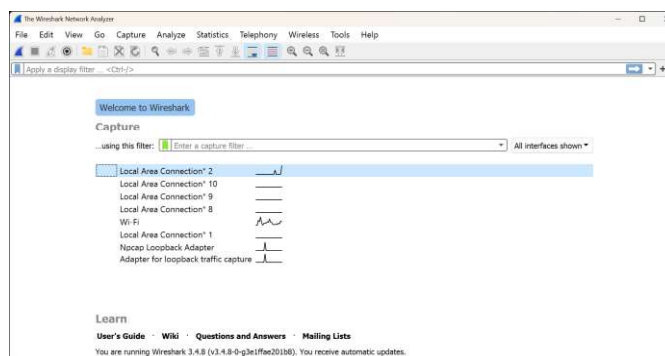 The Wireshark Network Analyzer
File Edit View Go Capture Analyze Statistics Telephony Wireless Tools Help
Apply a display filter ... <Ctrl-/>
Welcome to Wireshark
Capture
...using this filter: Enter a capture filter ... All interfaces shown
Local Area Connection* 2
Local Area Connection* 10
Local Area Connection* 9
Local Area Connection* 8
Wi-Fi
Local Area Connection* 1
Npcap Loopback Adapter
Adapter for loopback traffic capture
Learn
User's Guide · Wiki · Questions and Answers · Mailing Lists
You are running Wireshark 3.4.8 (v3.4.8-0-g3e1ffae201b8). You receive automatic updates.